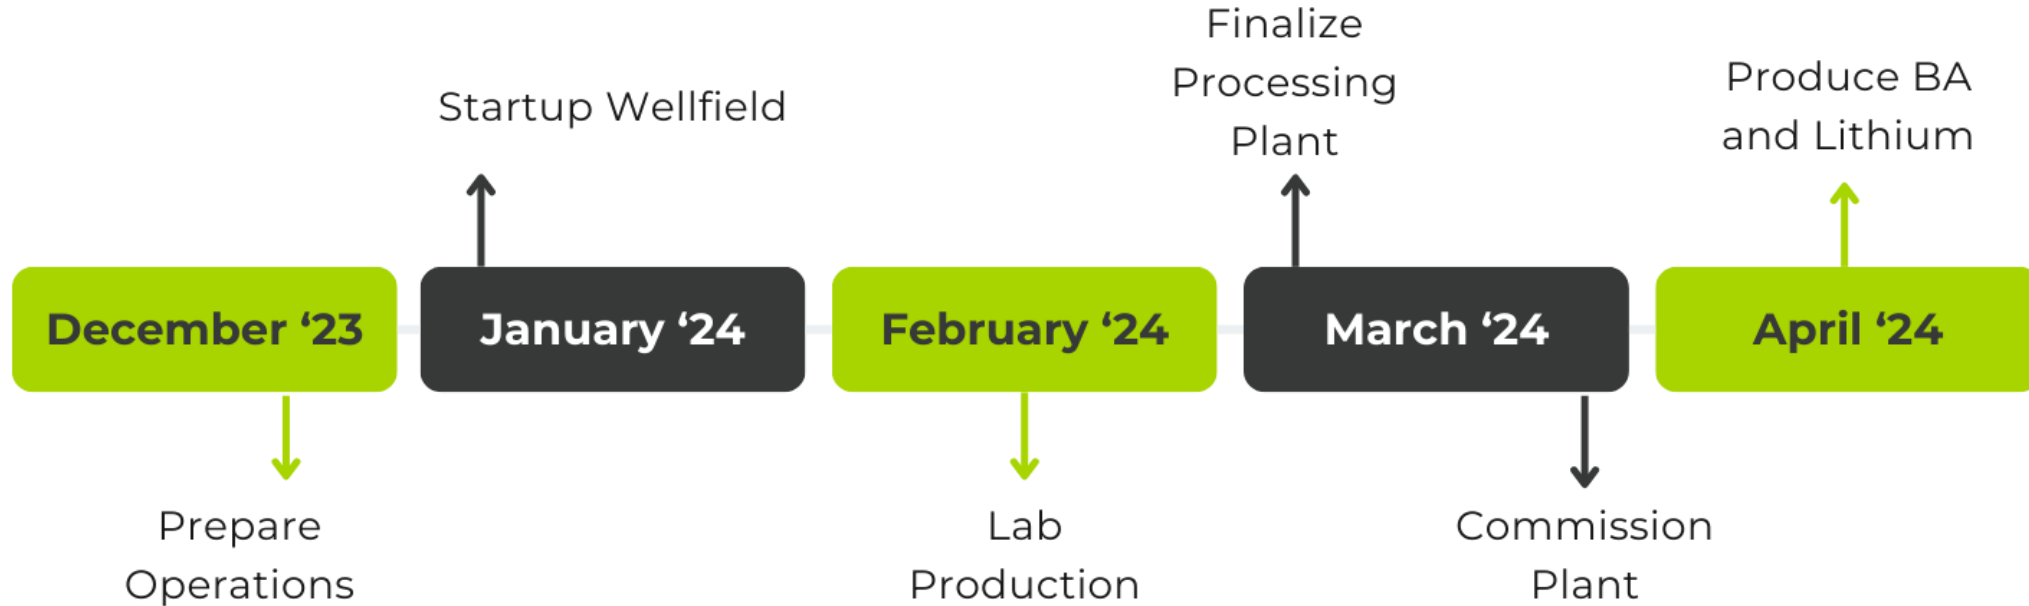 Finalize
Processing
Plant
Startup Wellfield
Produce BA
and Lithium
December ‘23
January ‘24
February ‘24
March ‘24
April ‘24
Prepare
Operations
Lab
Production
Commission
Plant